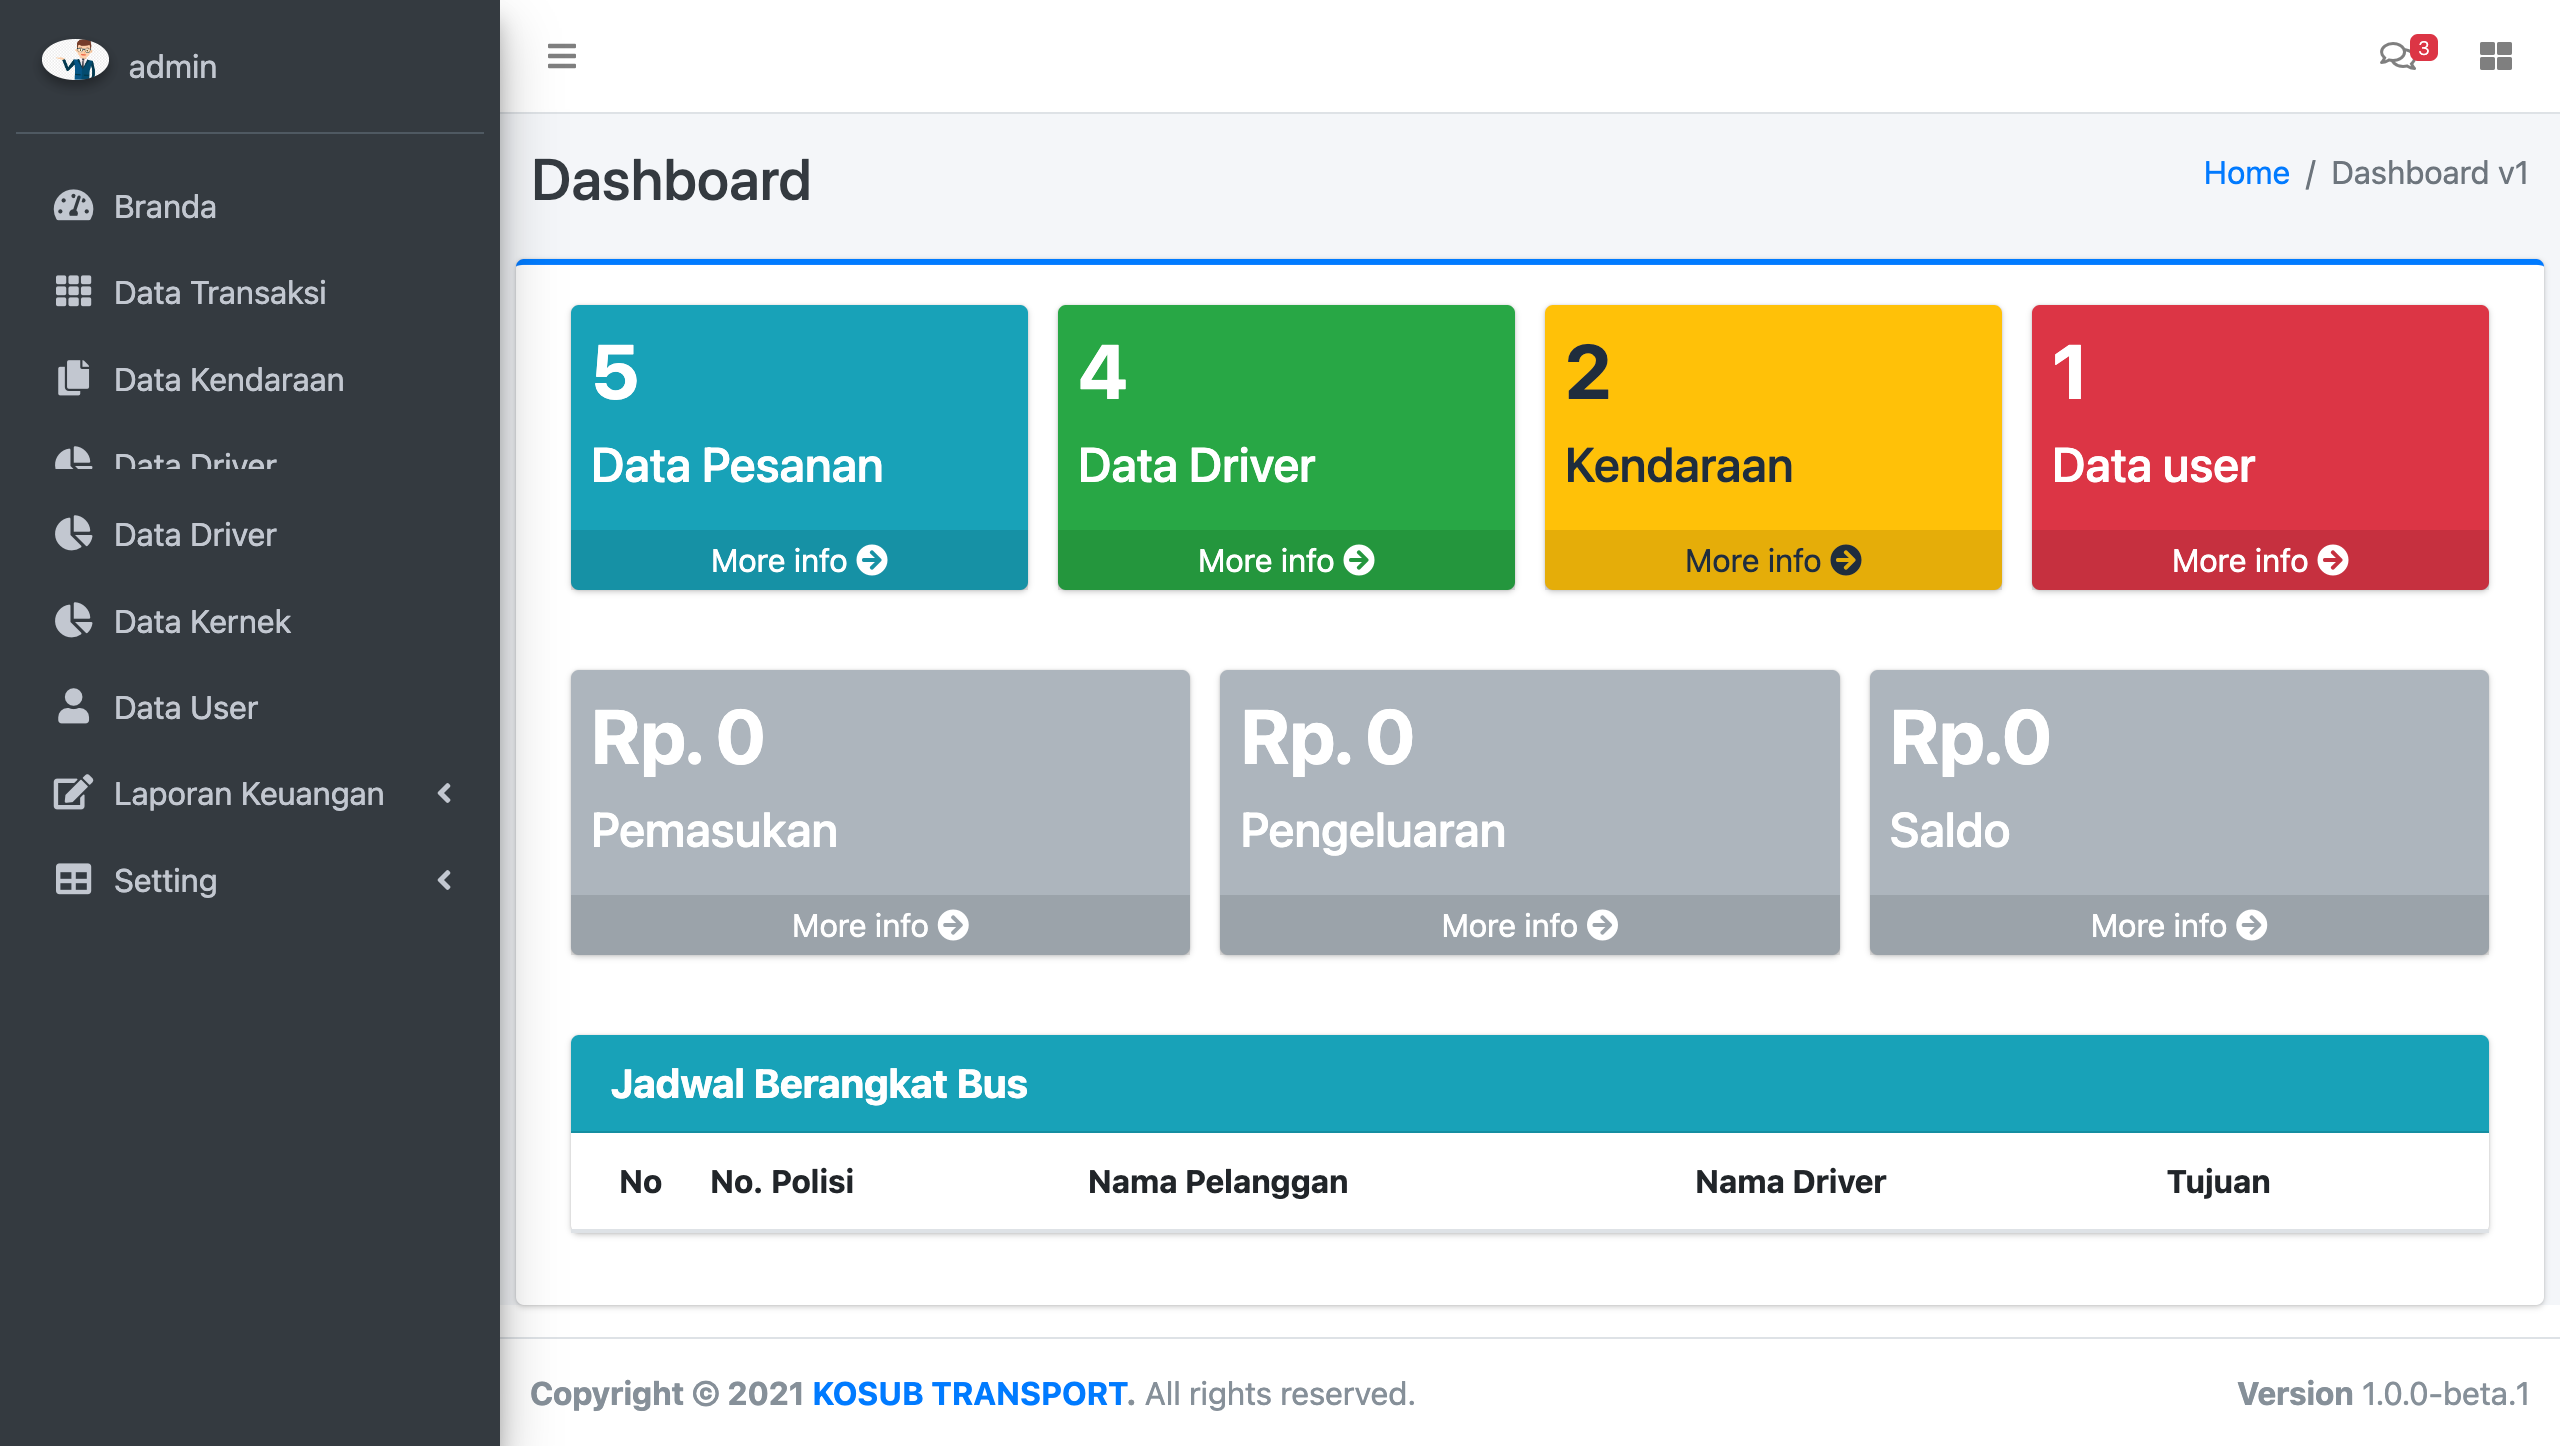 admin
3
Branda
Data Transaksi
Data Kendaraan
Data Driver
Data Driver
Data Kernek
Data User
Laporan Keuangan
Setting
Dashboard
Home / Dashboard v1
5
Data Pesanan
More info
4
Data Driver
More info
2
Kendaraan
More info
1
Data user
More info
Rp. 0
Pemasukan
More info
Rp. 0
Pengeluaran
More info
Rp.0
Saldo
More info
Jadwal Berangkat Bus
No No. Polisi Nama Pelanggan Nama Driver Tujuan
Copyright © 2021 KOSUB TRANSPORT. All rights reserved.
Version 1.0.0-beta.1